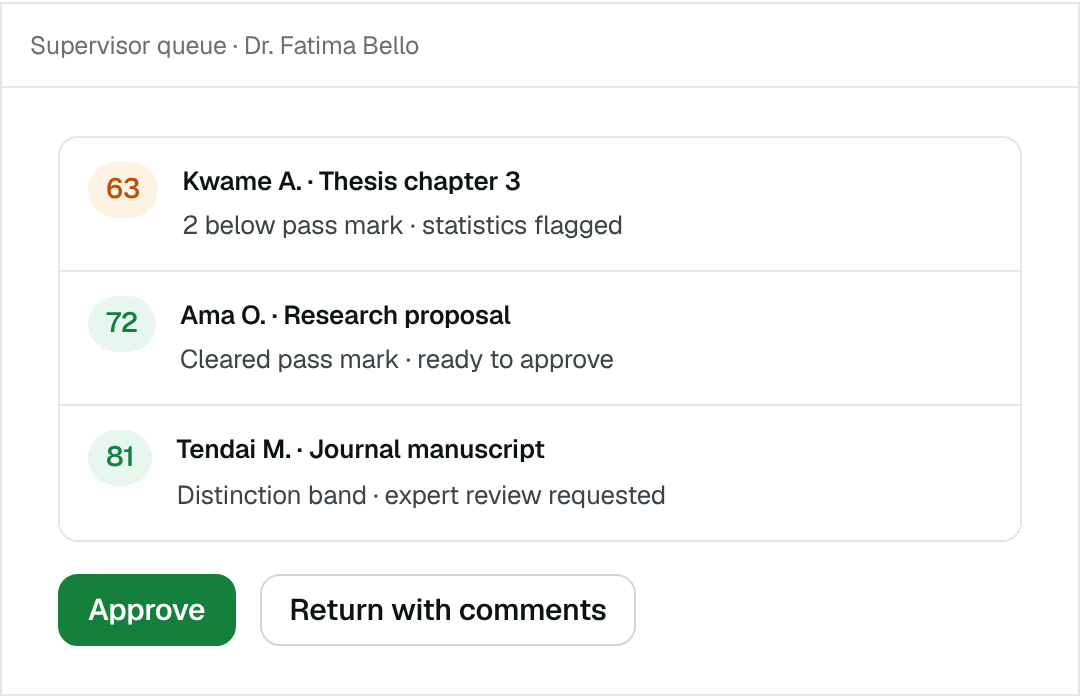 Supervisor queue · Dr. Fatima Bello
63
Kwame A. · Thesis chapter 3
2 below pass mark · statistics flagged
72
Ama O. · Research proposal
Cleared pass mark · ready to approve
81
Tendai M. · Journal manuscript
Distinction band · expert review requested
Approve
Return with comments